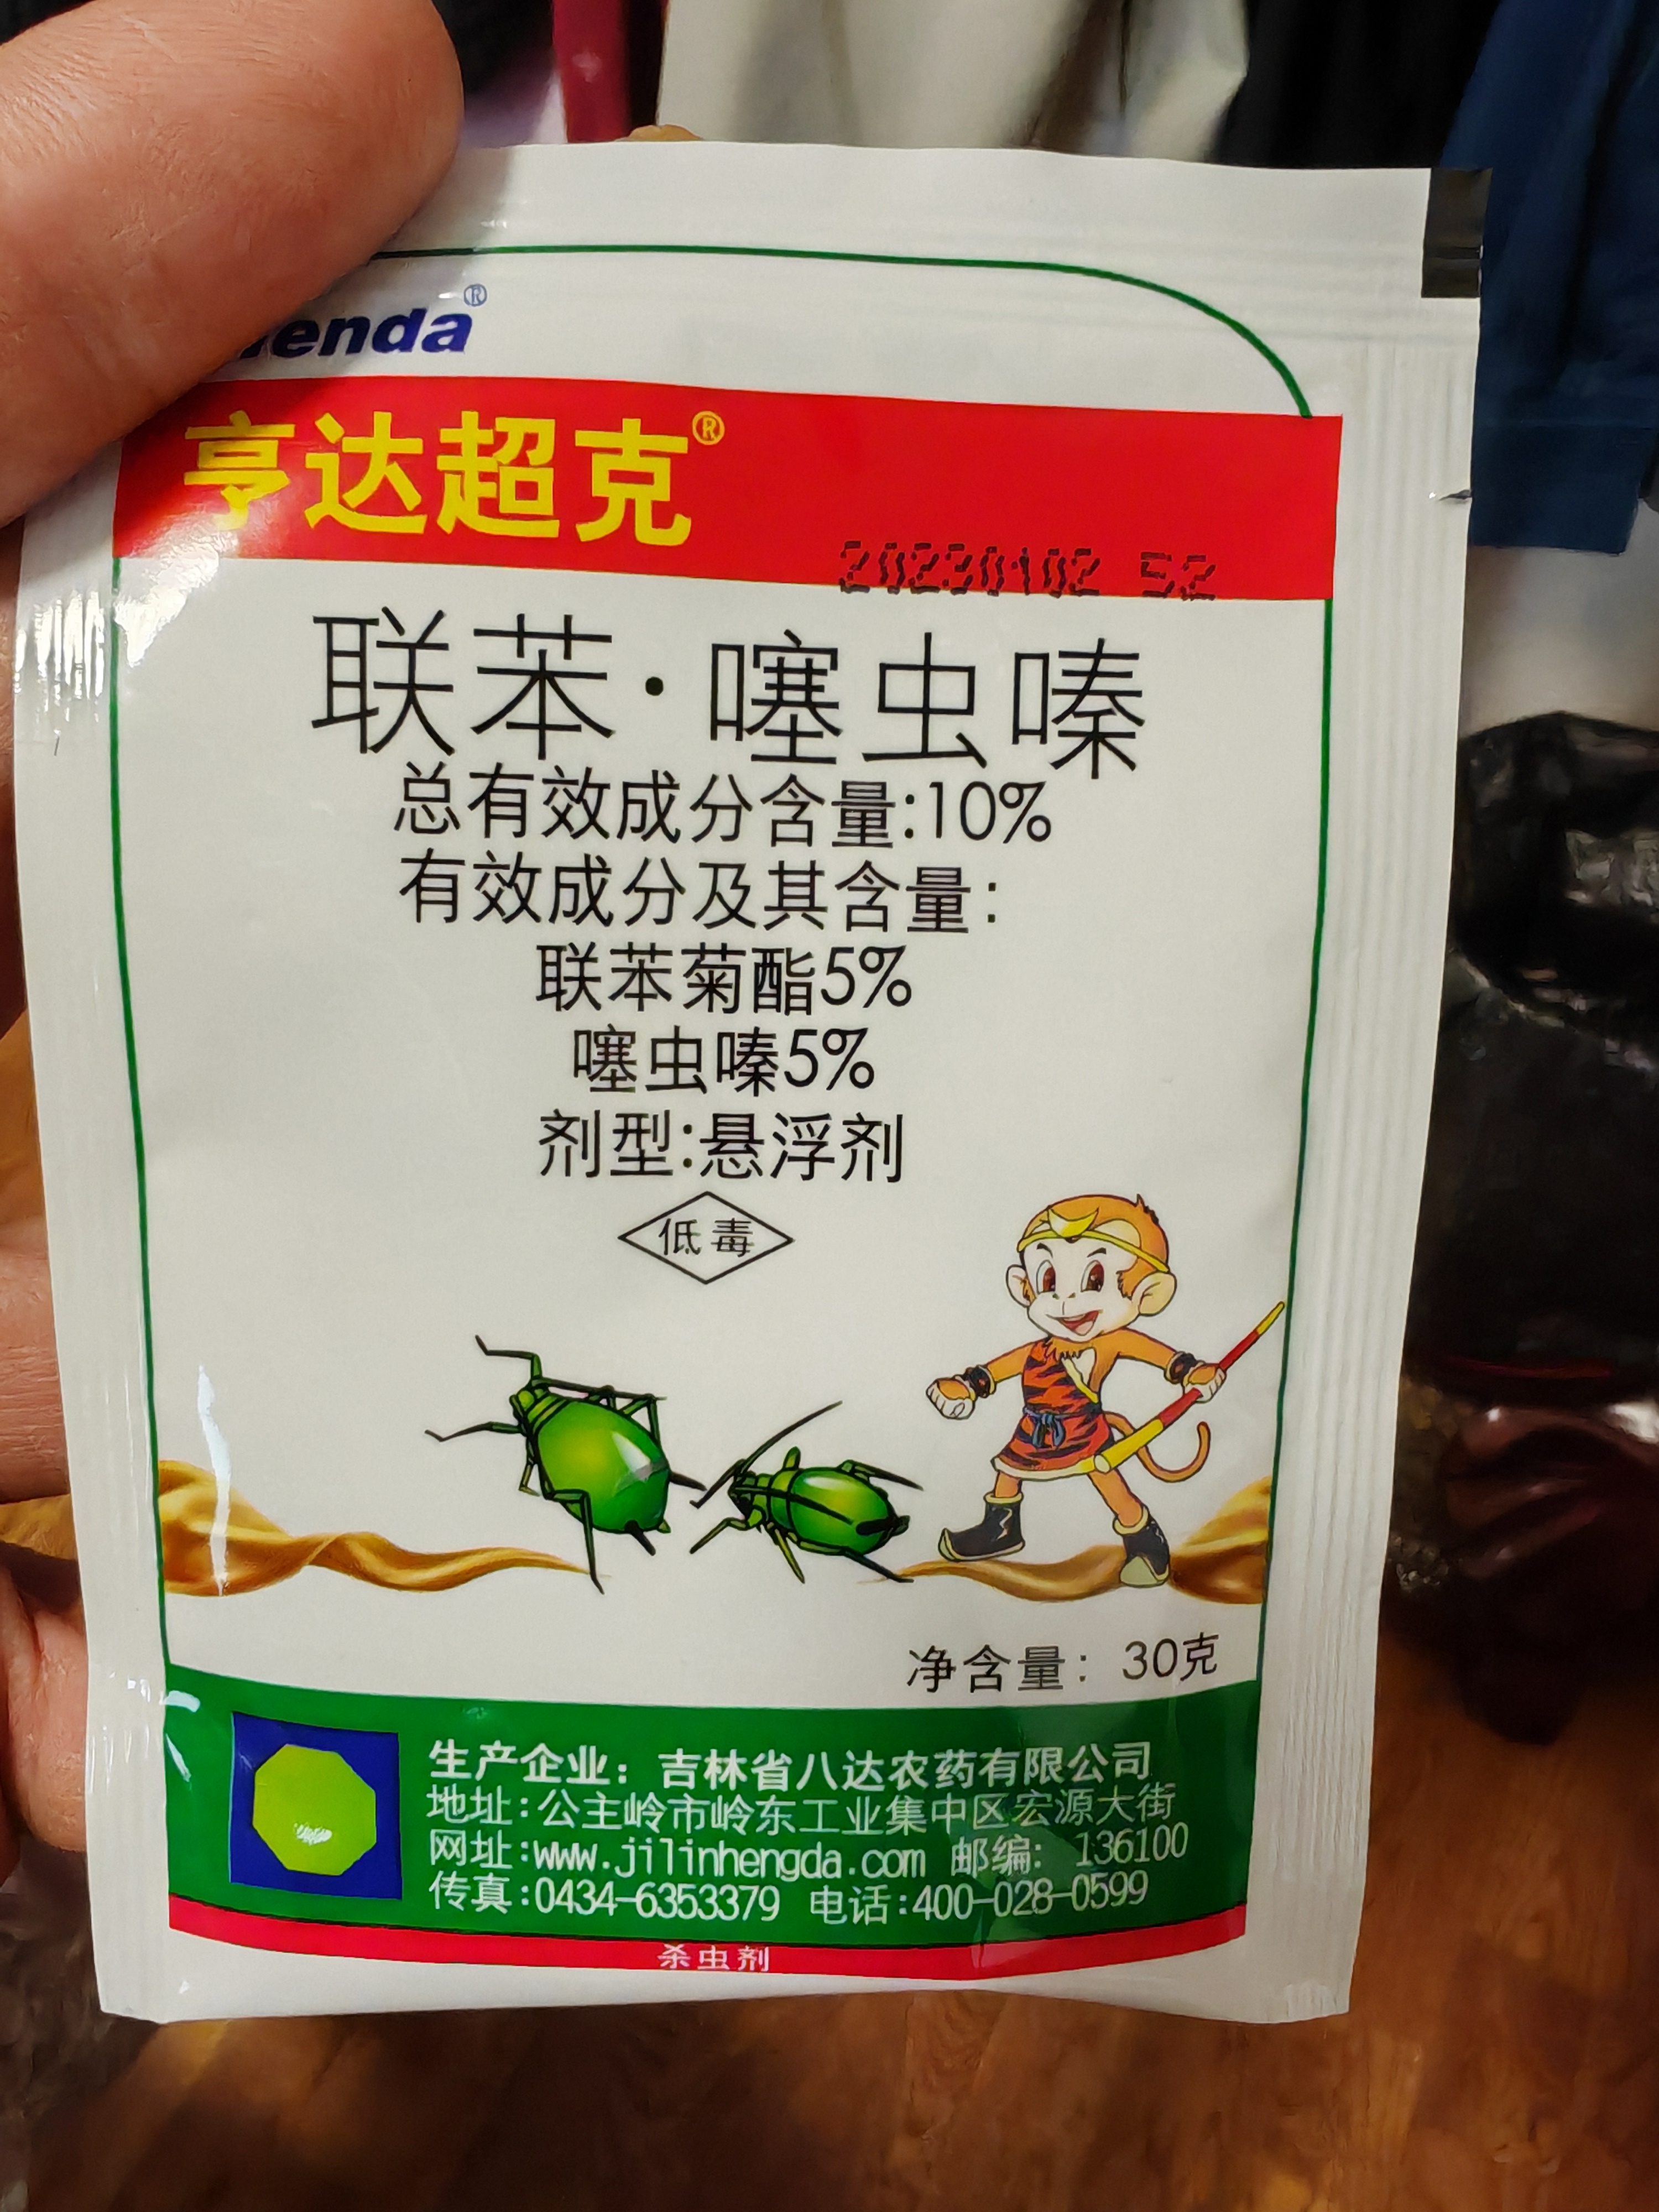 enda®
亨达超克®
20230102 52
联苯·噻虫嗪
总有效成分含量:10%
有效成分及其含量:
联苯菊酯5%
噻虫嗪5%
剂型:悬浮剂
低毒
净含量: 30克
生产企业: 吉林省八达农药有限公司
地址:公主岭市岭东工业集中区宏源大街
网址:www.jilinhengda.com 邮编: 136100
传真:0434-6353379 电话:400-028-0599
杀虫剂